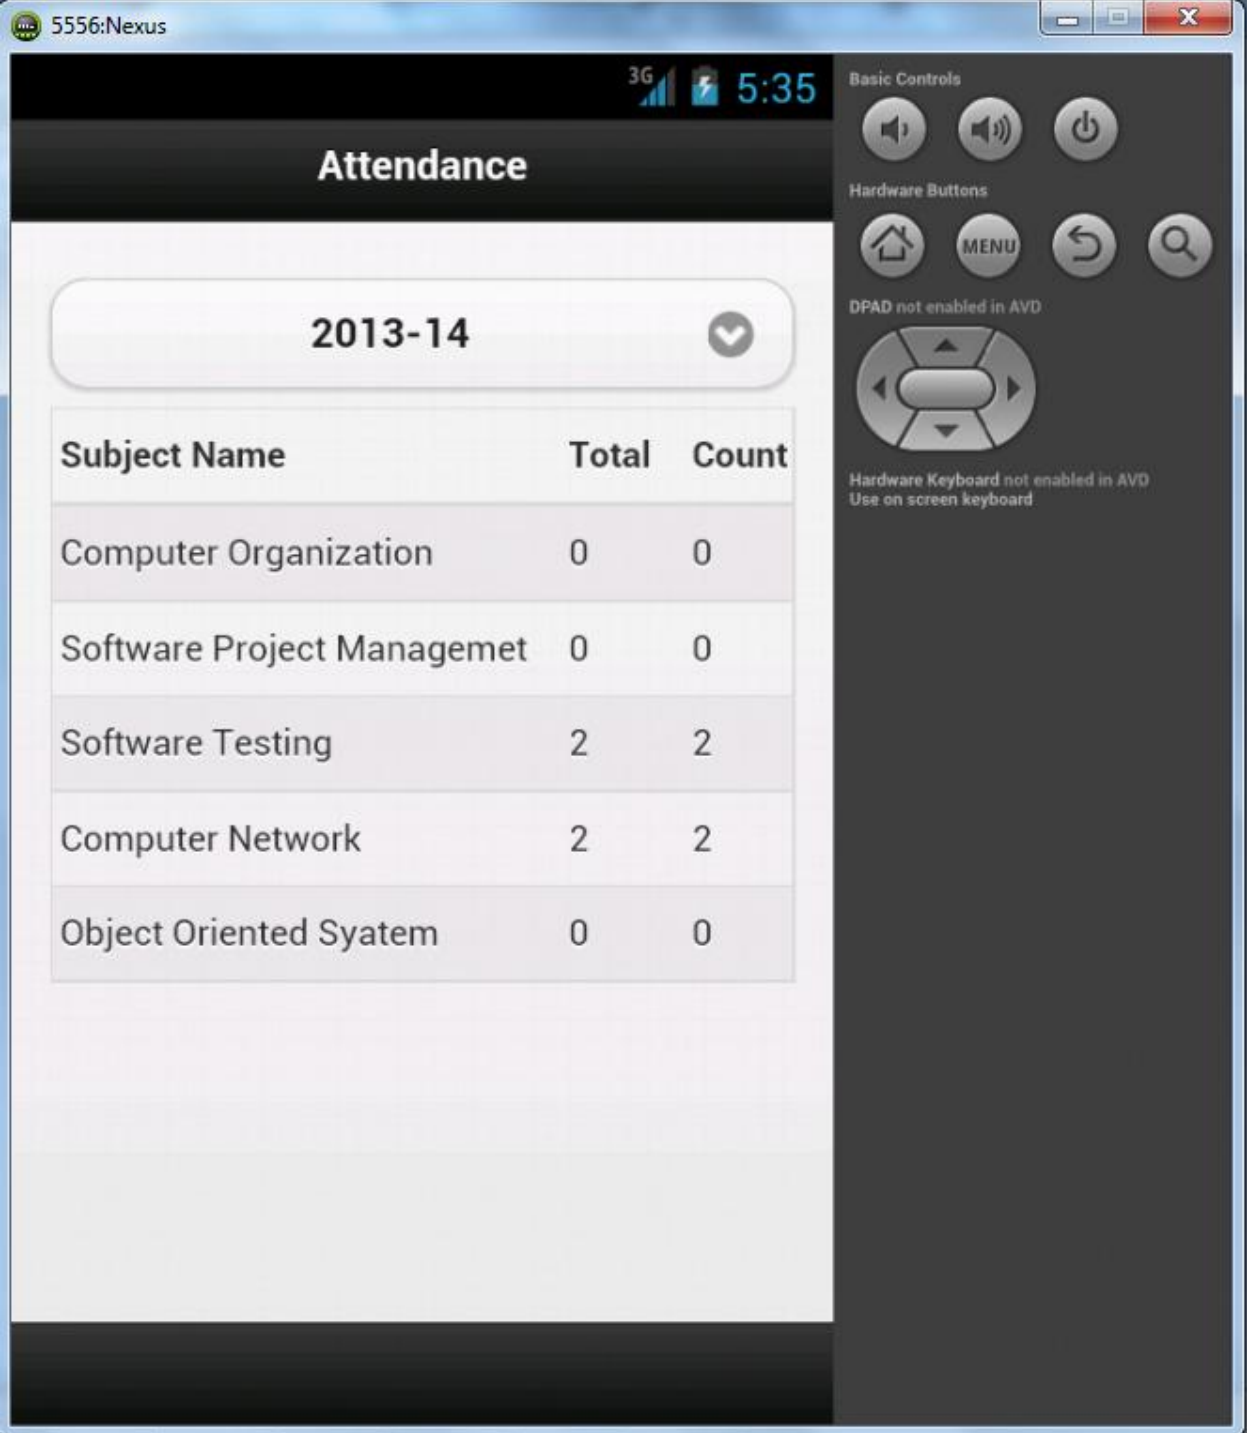 5556:Nexus
3G 5:35
Attendance
2013-14
Subject Name Total Count
Computer Organization 0 0
Software Project Managemet 0 0
Software Testing 2 2
Computer Network 2 2
Object Oriented Syatem 0 0
Basic Controls
Hardware Buttons
MENU
DPAD not enabled in AVD
Hardware Keyboard not enabled in AVD
Use on screen keyboard